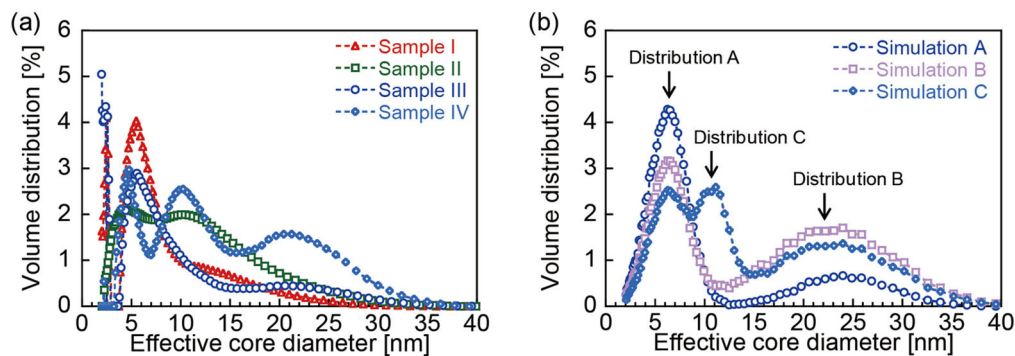 (a)
Volume distribution [%]
6
5
4
3
2
1
0
Sample I
Sample II
Sample III
Sample IV
0 5 10 15 20 25 30 35 40
Effective core diameter [nm]
(b)
Volume distribution [%]
6
5
4
3
2
1
0
Simulation A
Simulation B
Simulation C
Distribution A
Distribution C
Distribution B
0 5 10 15 20 25 30 35 40
Effective core diameter [nm]